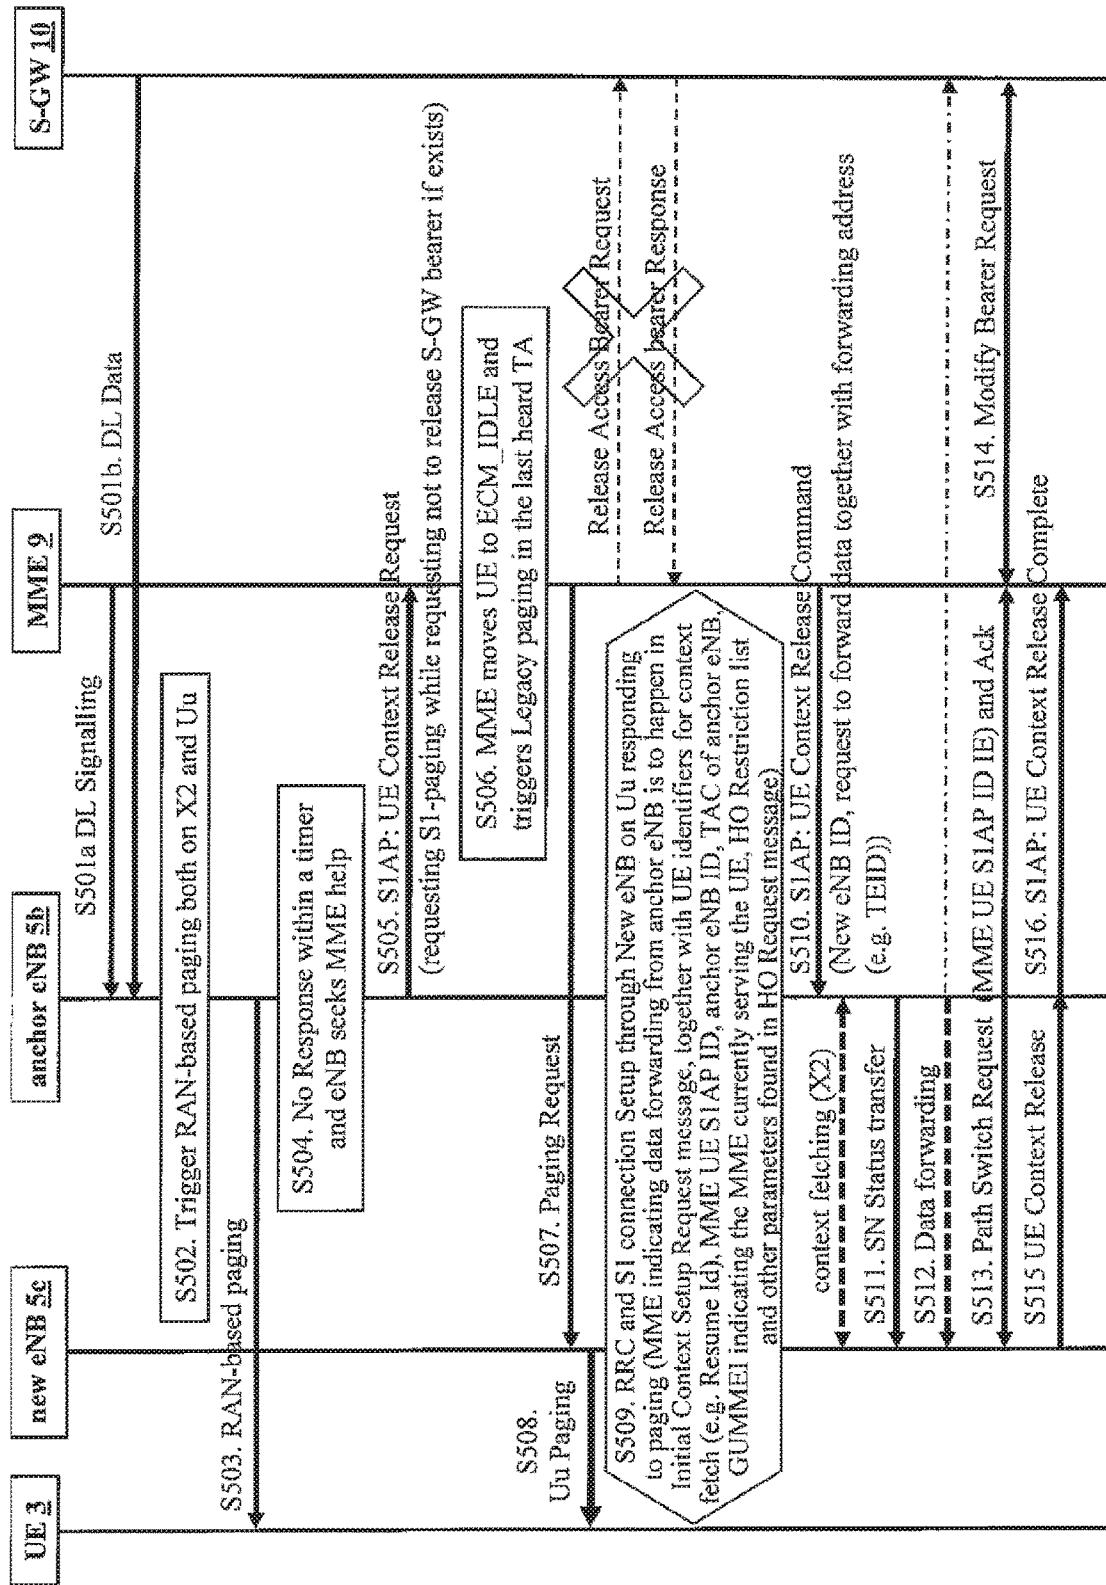 UE 3
new eNB 5c
anchor eNB 5b
MME 9
S-GW 10
S501a DL Signalling
S501b. DL Data
S502. Trigger RAN-based paging both on X2 and Uu
S503. RAN-based paging
S504. No Response within a timer
and eNB seeks MME help
S505. S1AP: UE Context Release Request
(requesting S1-paging while requesting not to release S-GW bearer if exists)
S506. MME moves UE to ECM_IDLE and
triggers Legacy paging in the last heard TA
S507. Paging Request
S508.
Uu Paging
Release Access Bearer Request
Release Access bearer Response
S509. RRC and S1 connection Setup through New eNB on Uu responding
to paging (MME indicating data forwarding from anchor eNB is to happen in
Initial Context Setup Request message, together with UE identifiers for context
fetch (e.g. Resume Id), MME UE S1AP ID, anchor eNB ID, TAC of anchor eNB,
GUMMEI indicating the MME currently serving the UE, HO Restriction list
and other parameters found in HO Request message)
S510. S1AP: UE Context Release Command
(New eNB ID, request to forward data together with forwarding address
(e.g. TEID))
context fetching (X2)
S511. SN Status transfer
S512. Data forwarding
S513. Path Switch Request (MME UE S1AP ID IE) and Ack
S514. Modify Bearer Request
S515 UE Context Release
S516. S1AP: UE Context Release Complete